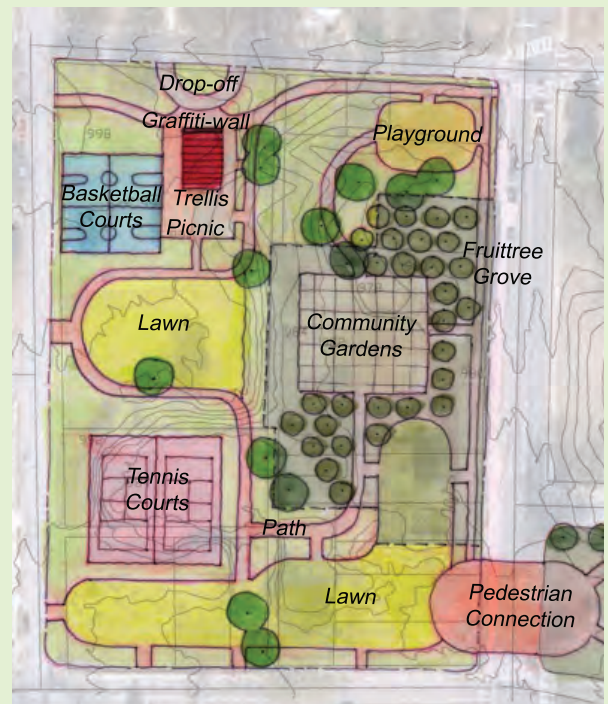 Drop-off
Graffiti-wall
Playground
Basketball
Courts
Trellis
Picnic
Fruittree
Grove
Lawn
Community
Gardens
Tennis
Courts
Path
Lawn
Pedestrian
Connection